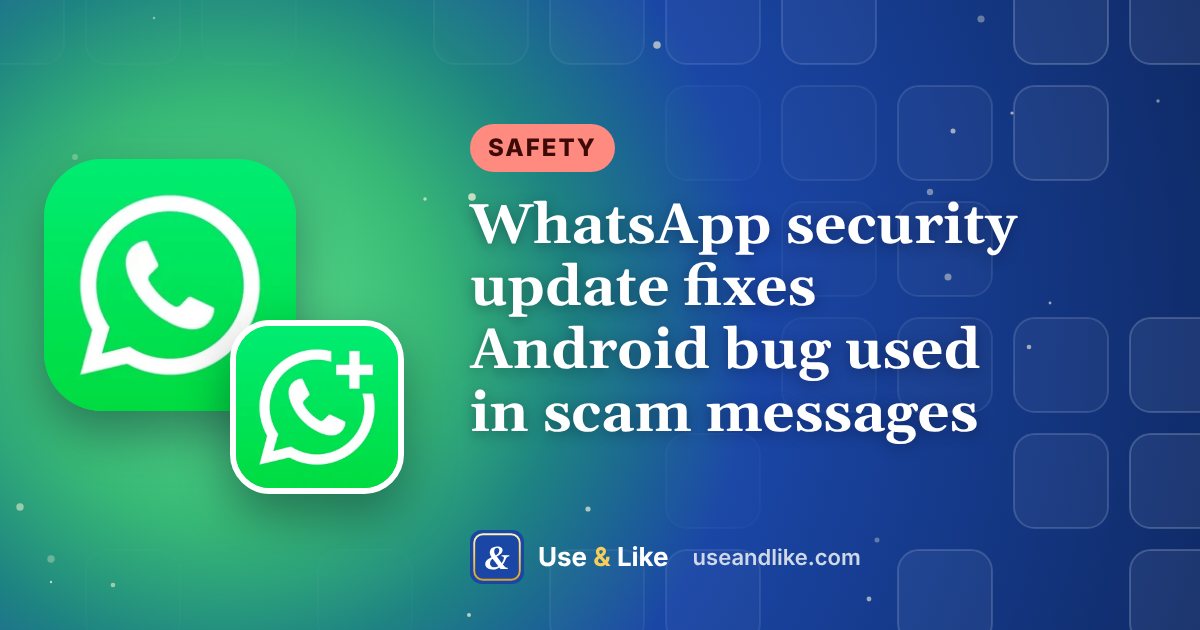 SAFETY
WhatsApp security
update fixes
Android bug used
in scam messages
& Use & Like useandlike.com